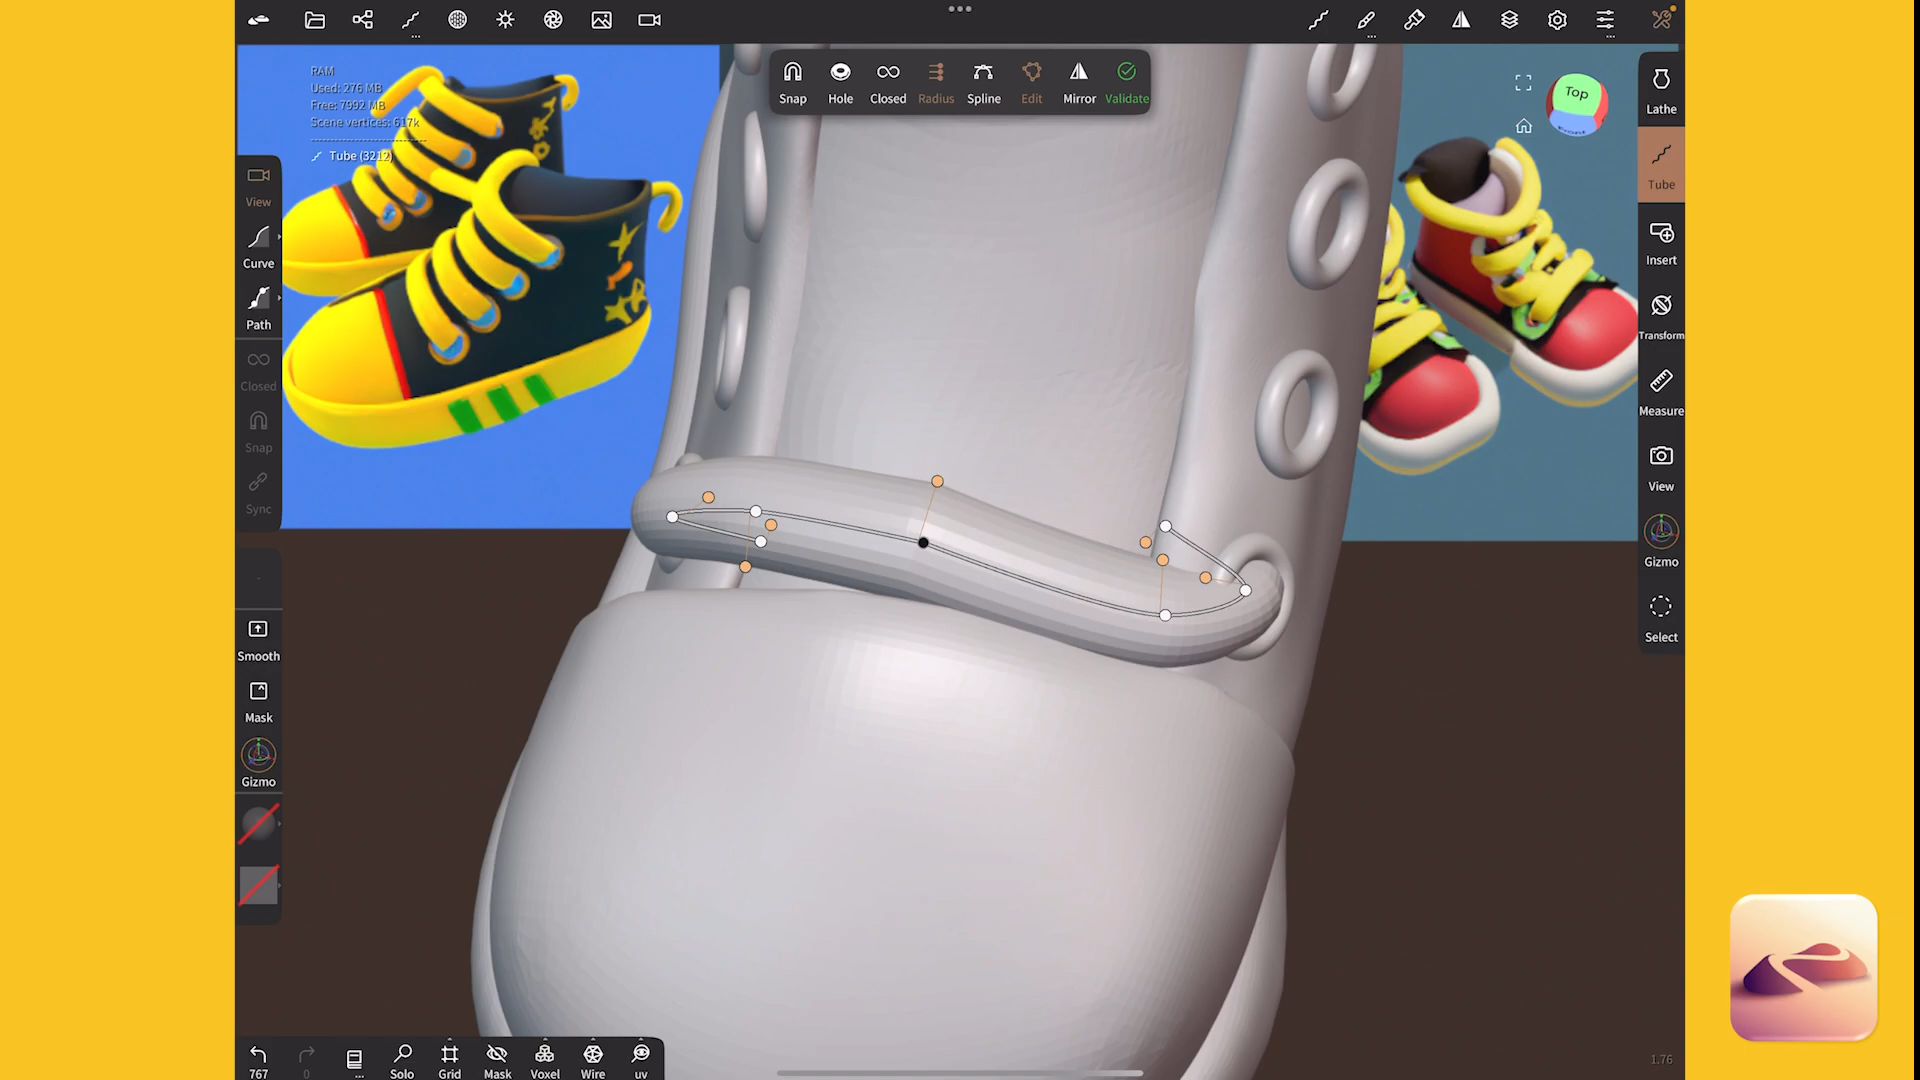 RAM
Used: 276 MB
Free: 7992 MB
Scene vertices: 617k
Tube (3212)
Snap
Hole
Closed
Radius
Spline
Edit
Mirror
Validate
Top
Front
View
Curve
Path
Closed
Snap
Sync
Smooth
Mask
Gizmo
Lathe
Tube
Insert
Transform
Measure
View
Gizmo
Select
767
0
Solo
Grid
Mask
Voxel
Wire
uv
1.76